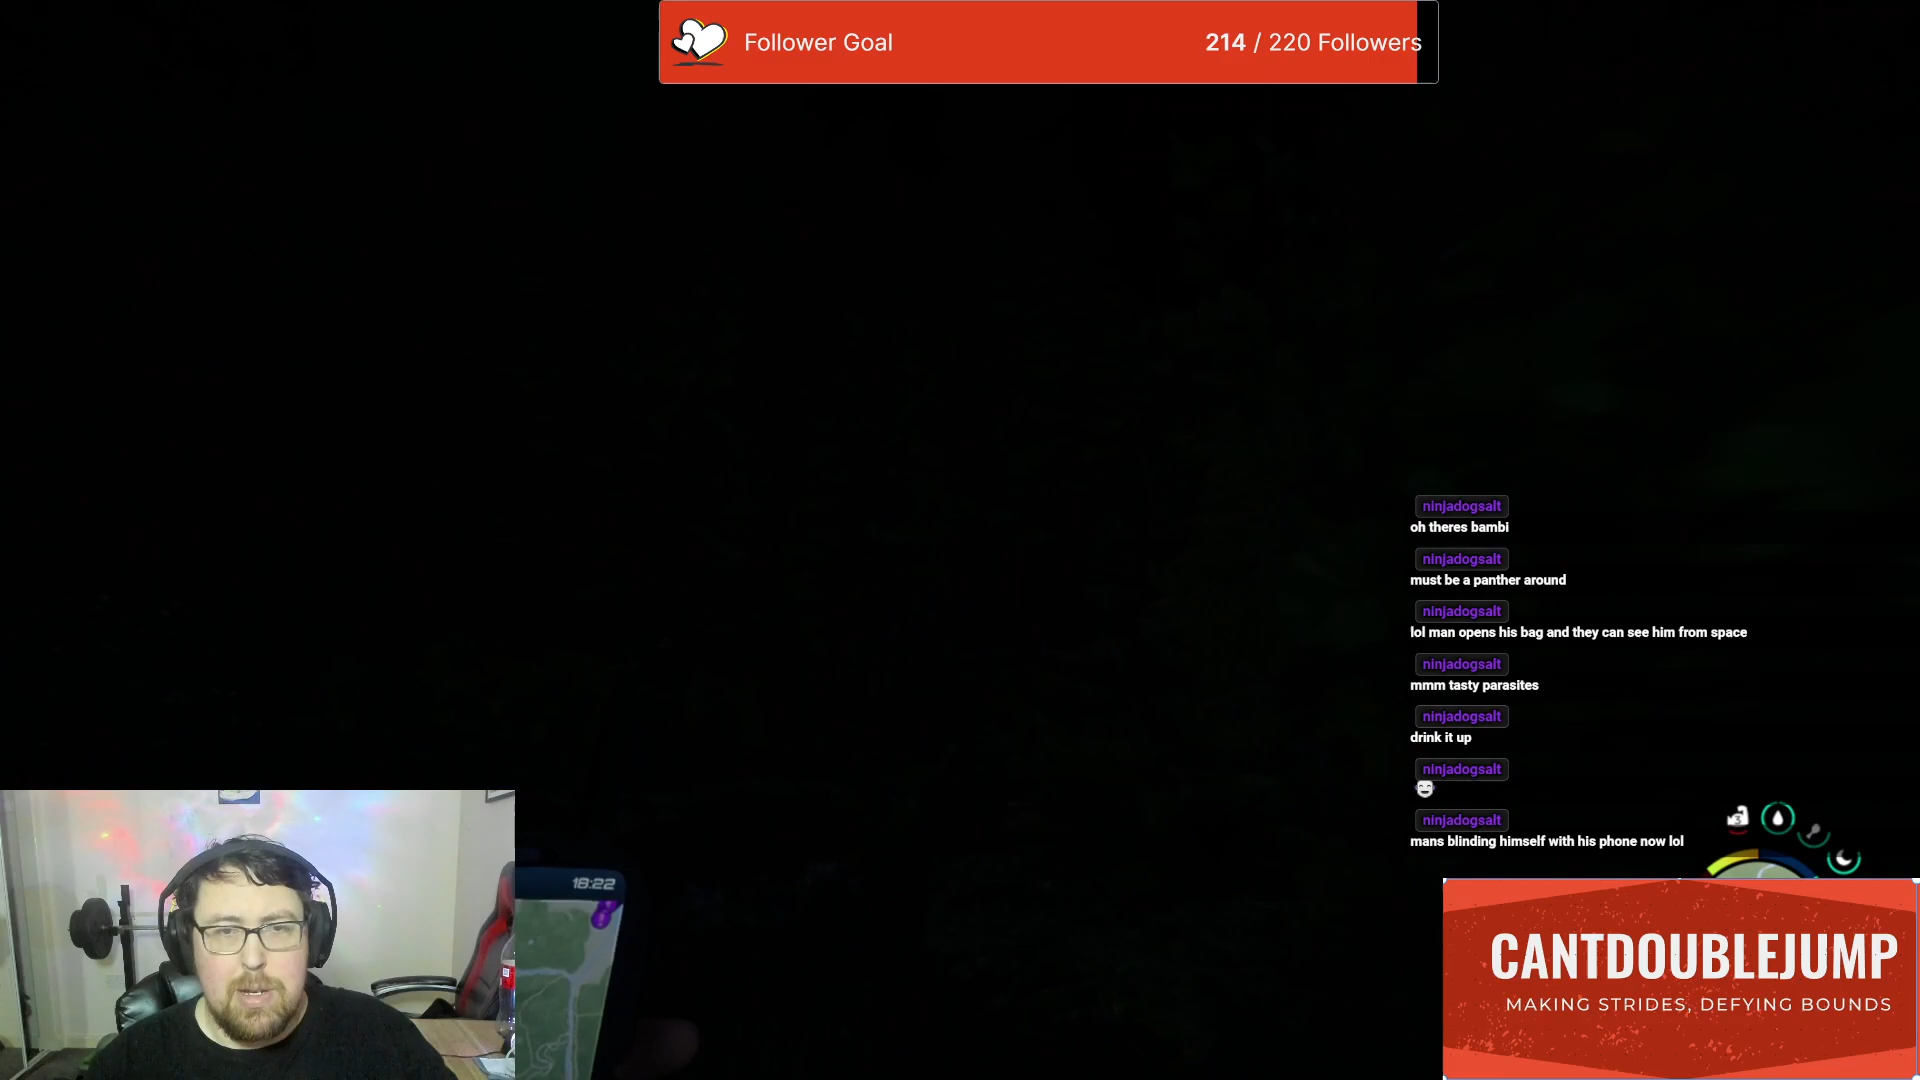 Follower Goal
214 / 220 Followers
ninjadogsalt
oh theres bambi
ninjadogsalt
must be a panther around
ninjadogsalt
lol man opens his bag and they can see him from space
ninjadogsalt
mmm tasty parasites
ninjadogsalt
drink it up
ninjadogsalt
ninjadogsalt
mans blinding himself with his phone now lol
3
18:22
CANTDOUBLEJUMP
MAKING STRIDES, DEFYING BOUNDS